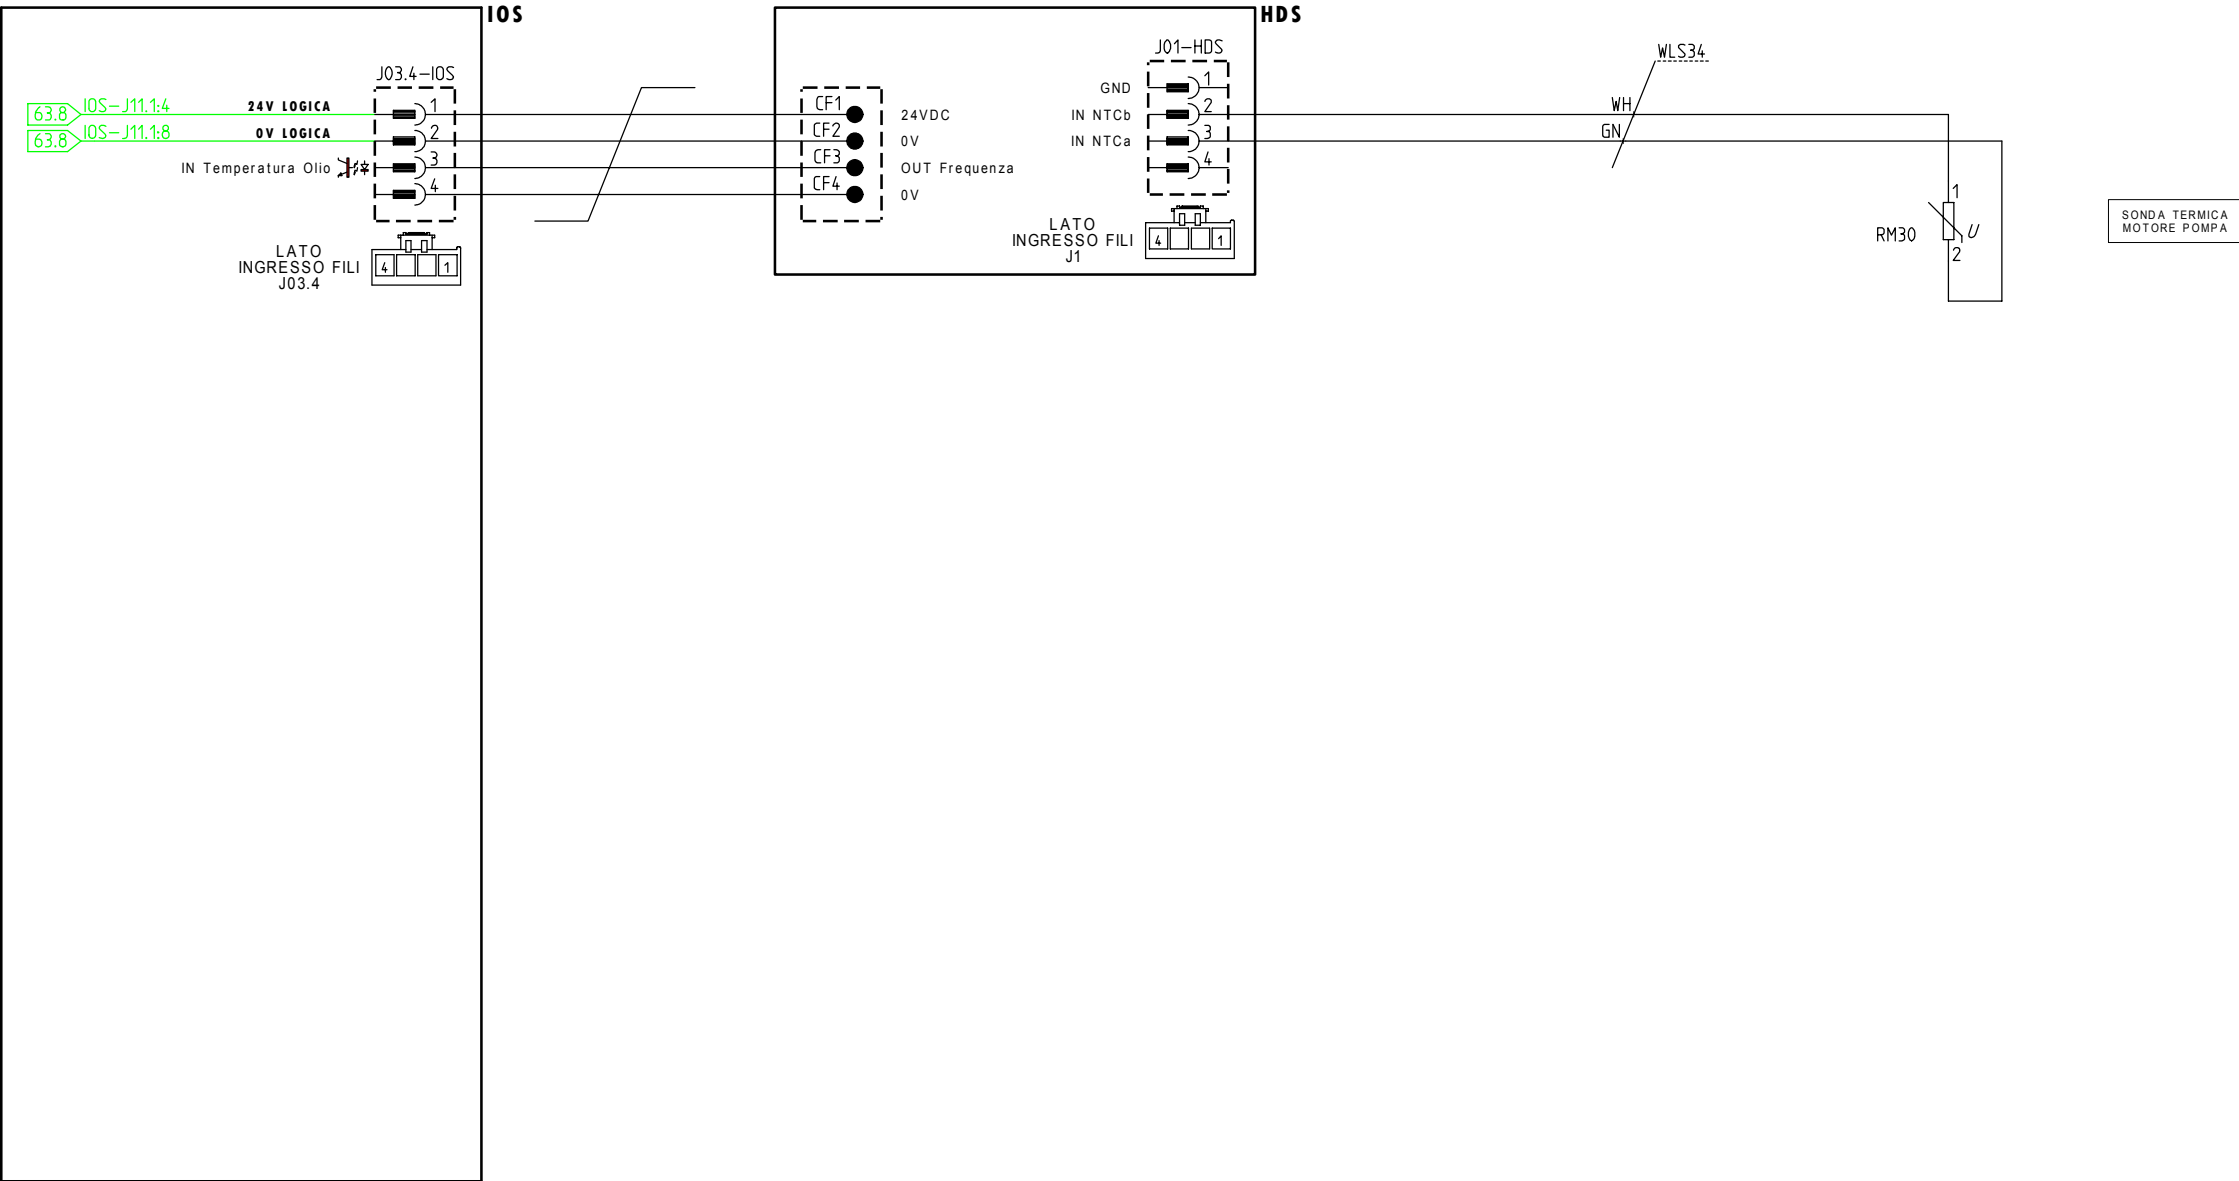 IOS
J03.4-IOS
63.8
IOS-J11.1:4
24V LOGICA
1
63.8
IOS-J11.1:8
0V LOGICA
2
IN Temperatura Olio
3
4
LATO
INGRESSO FILI
J03.4
4
1
HDS
CF1
24VDC
CF2
0V
CF3
OUT Frequenza
CF4
0V
J01-HDS
GND
1
IN NTCb
2
IN NTCa
3
4
LATO
INGRESSO FILI
J1
4
1
WLS34
WH
GN
1
RM30
U
2
SONDA TERMICA
MOTORE POMPA